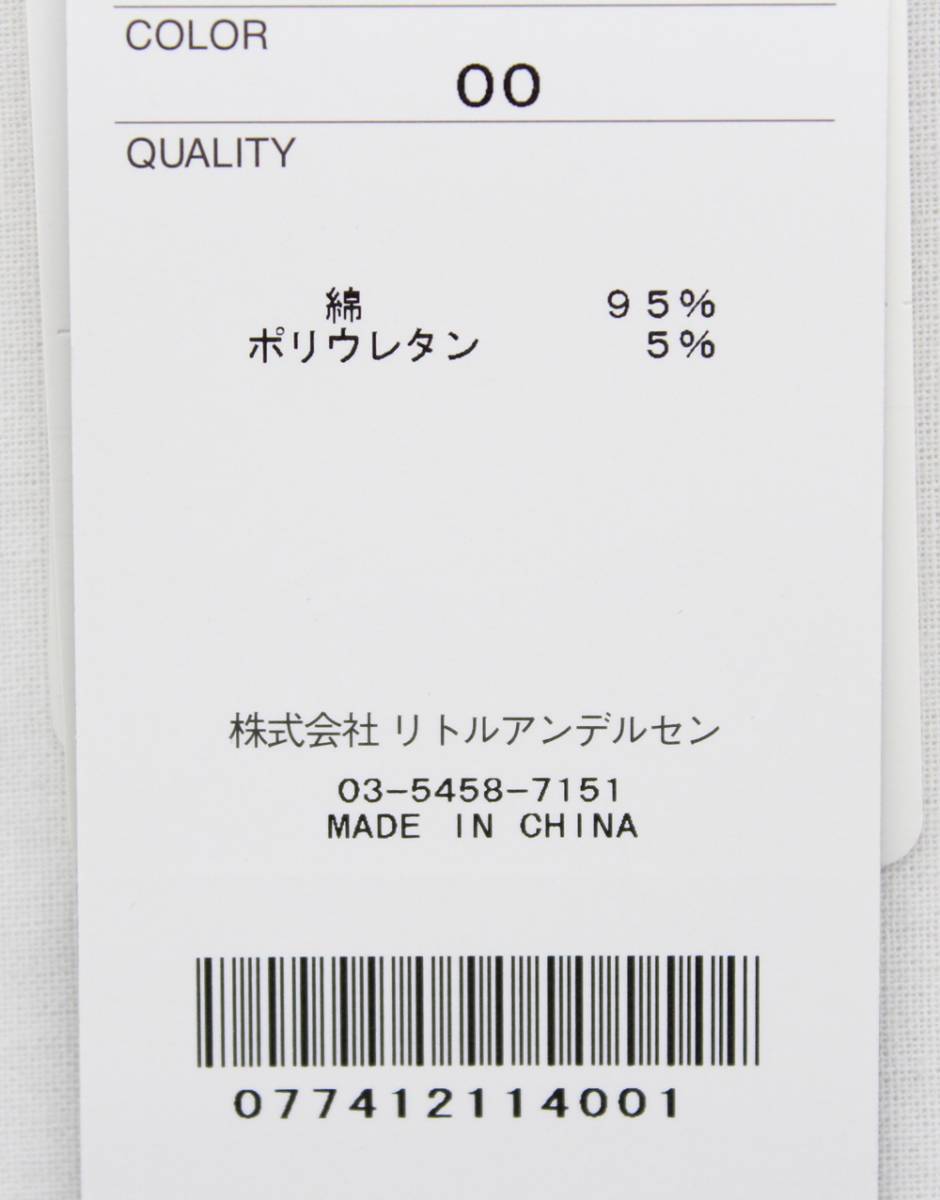 COLOR
00
QUALITY
綿 95%
ポリウレタン 5%
株式会社 リトルアンデルセン
03-5458-7151
MADE IN CHINA
077412114001